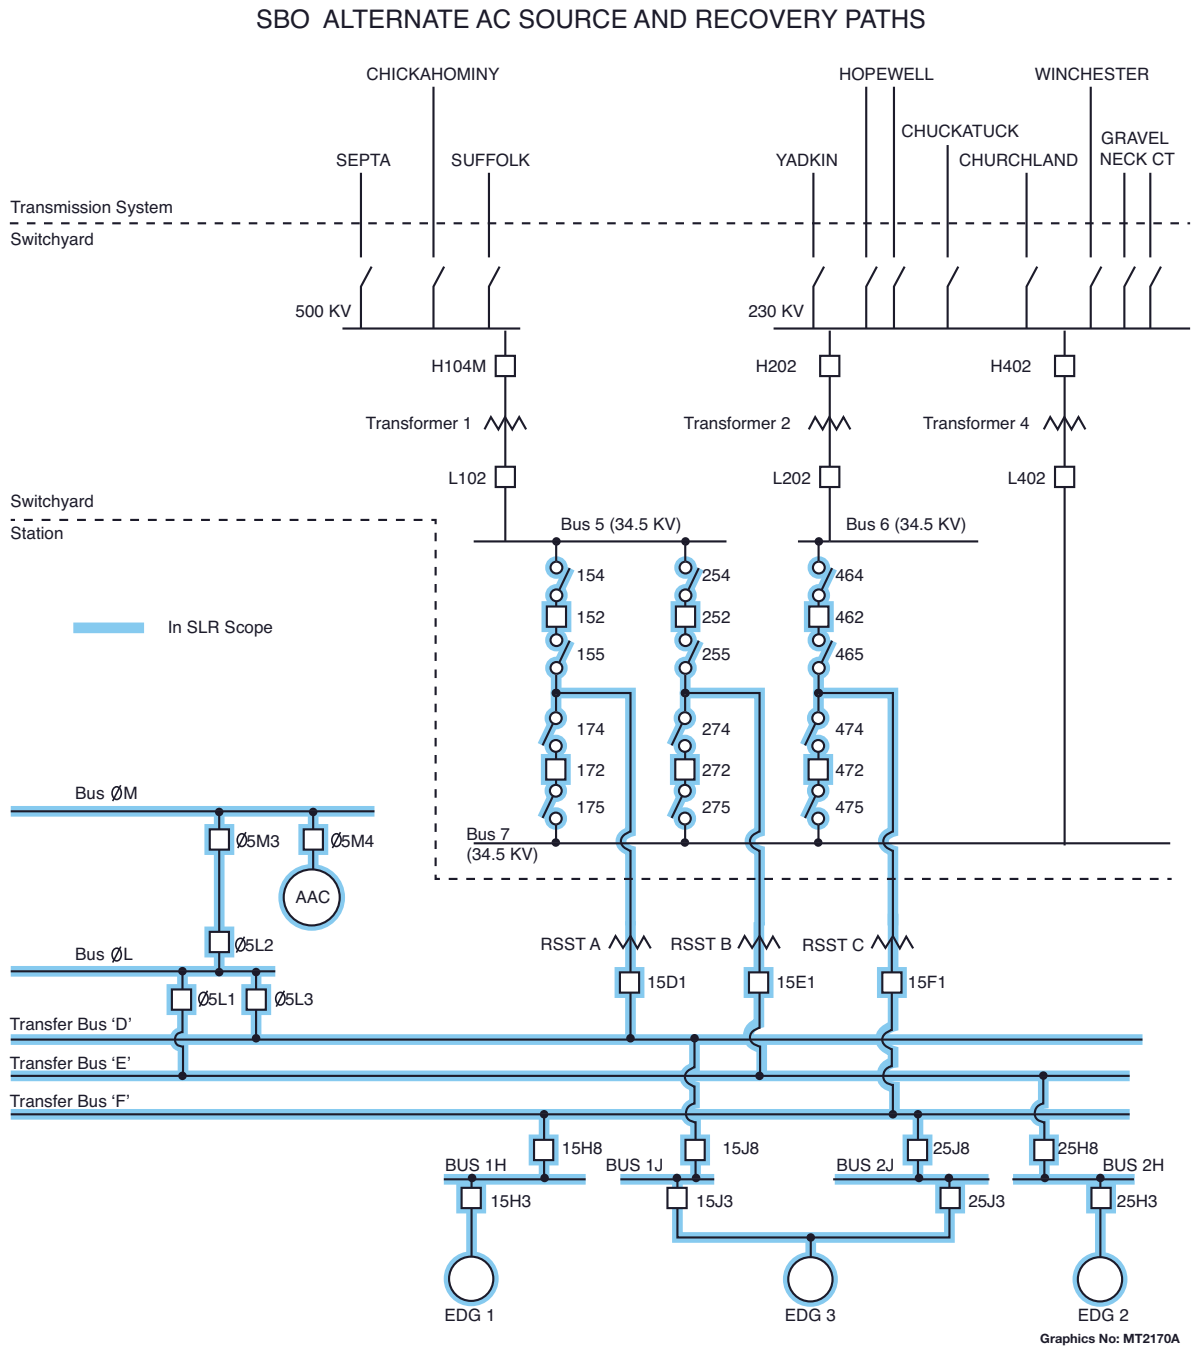 SBO ALTERNATE AC SOURCE AND RECOVERY PATHS
CHICKAHOMINY
HOPEWELL
WINCHESTER
CHUCKATUCK
GRAVEL
NECK CT
SEPTA
SUFFOLK
YADKIN
CHURCHLAND
Transmission System
Switchyard
500 KV
230 KV
H104M
H202
H402
Transformer 1
Transformer 2
Transformer 4
L102
L202
L402
Switchyard
Station
Bus 5 (34.5 KV)
Bus 6 (34.5 KV)
154
254
464
152
252
462
In SLR Scope
155
255
465
174
274
474
172
272
472
175
275
475
Bus ØM
Bus 7
(34.5 KV)
Ø5M3
Ø5M4
AAC
Ø5L2
RSST A
RSST B
RSST C
Bus ØL
15D1
15E1
15F1
Ø5L1
Ø5L3
Transfer Bus ‘D’
Transfer Bus ‘E’
Transfer Bus ‘F’
15H8
15J8
25J8
25H8
BUS 1H
BUS 1J
BUS 2J
BUS 2H
15H3
15J3
25J3
25H3
EDG 1
EDG 3
EDG 2
Graphics No: MT2170A